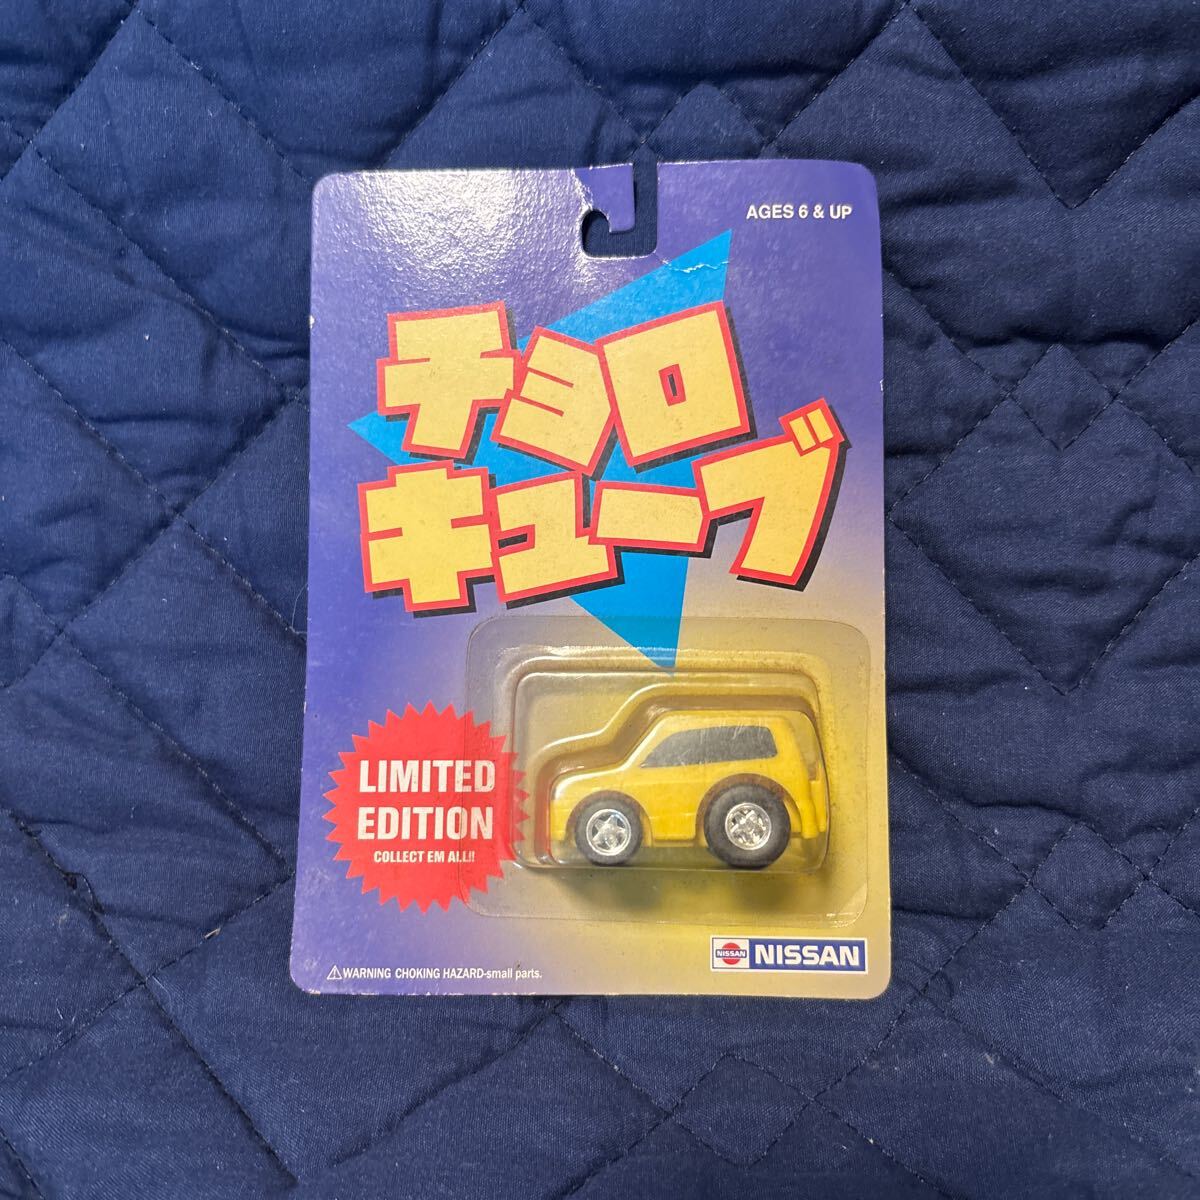 AGES 6 & UP
チョロ
キューブ
LIMITED
EDITION
COLLECT EM ALL!!
⚠WARNING CHOKING HAZARD-small parts.
NISSAN NISSAN